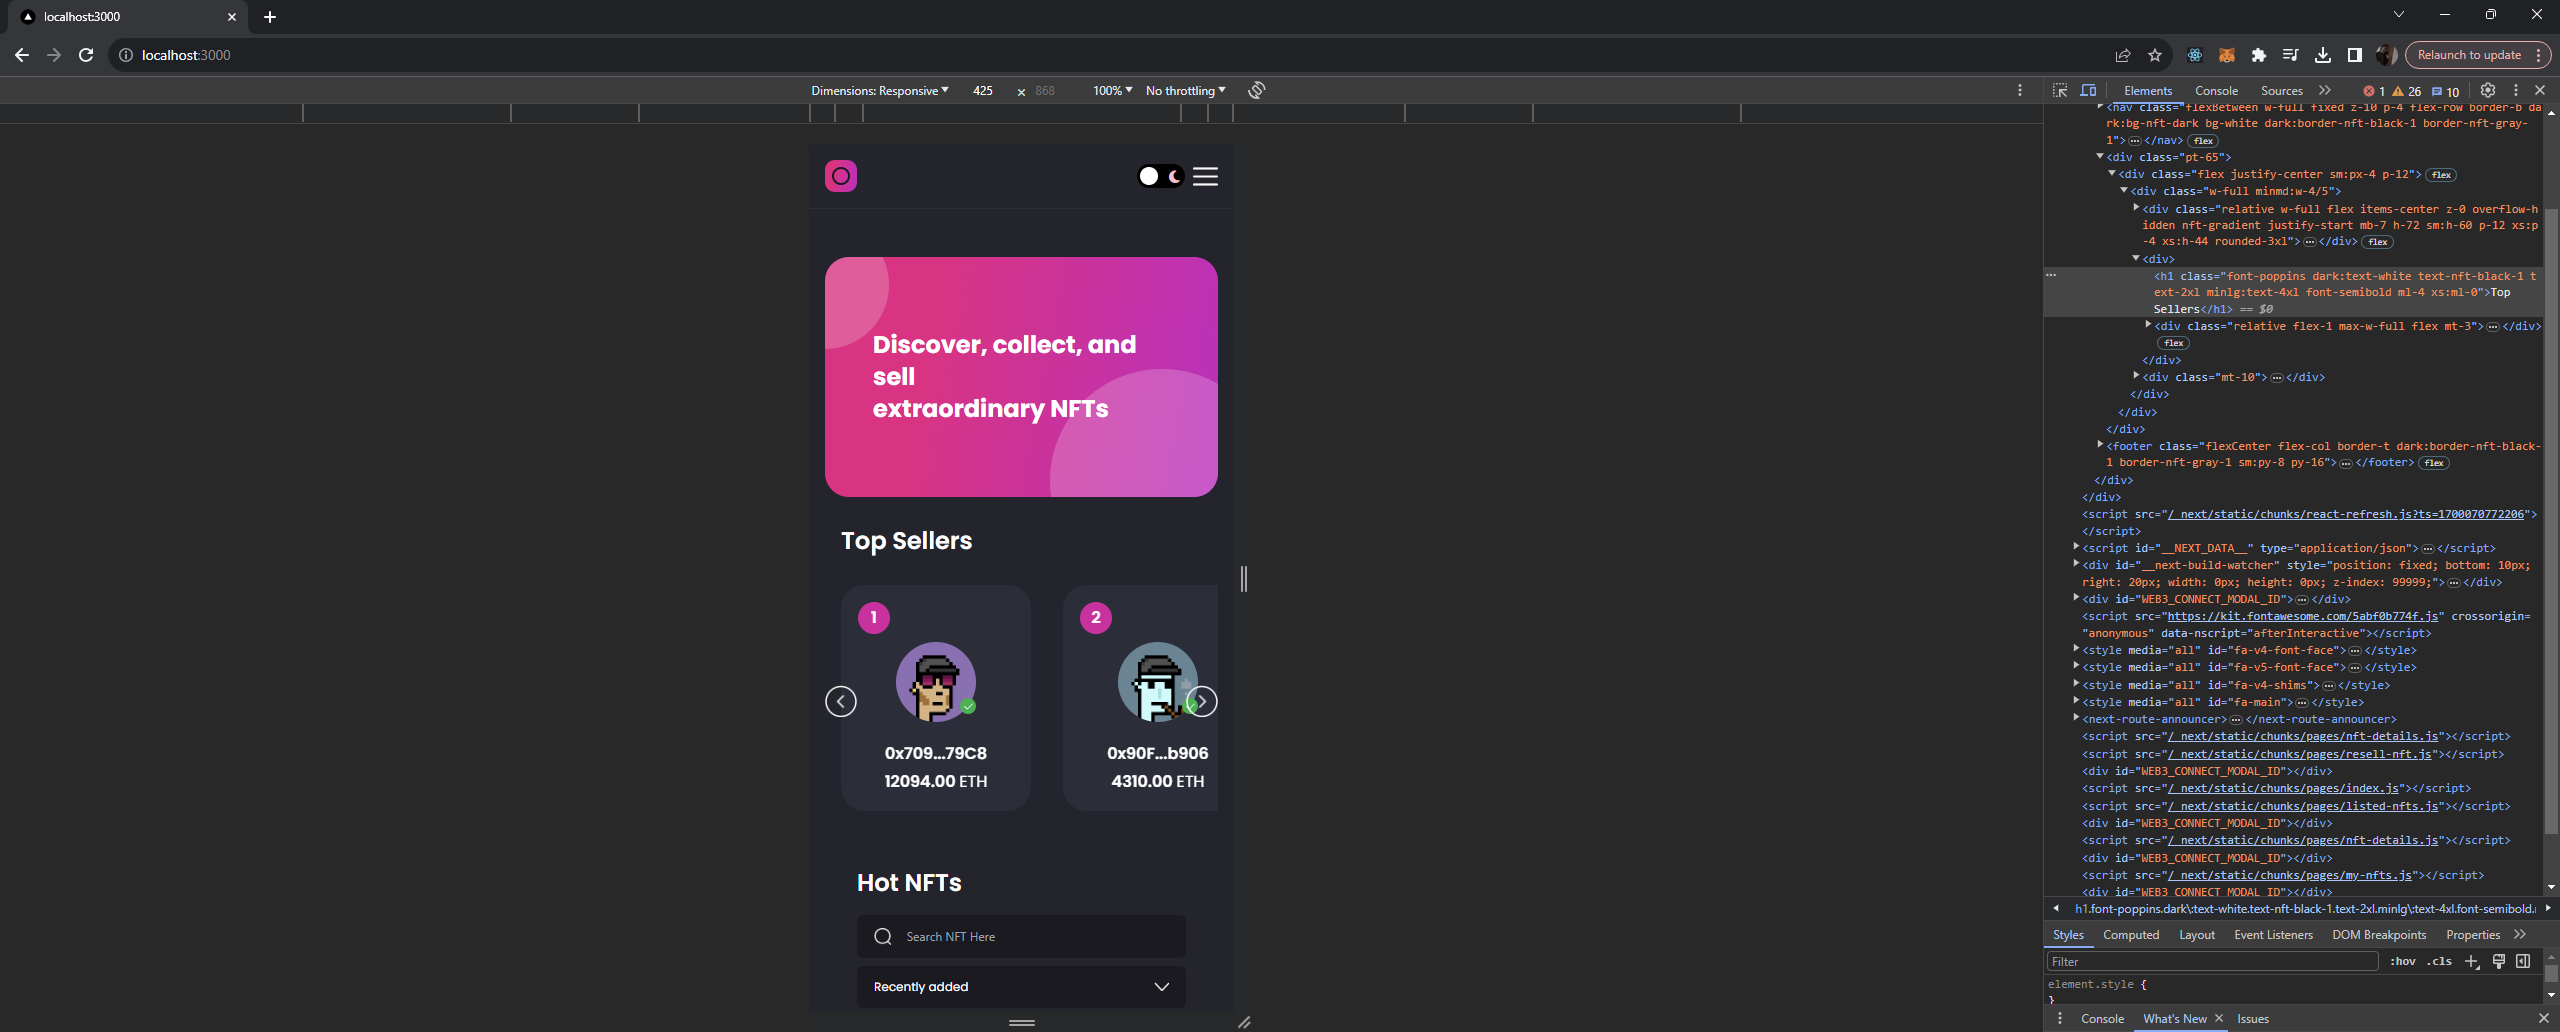 localhost:3000
localhost:3000
Relaunch to update
Dimensions: Responsive 425 × 868 100% No throttling
Elements Console Sources 1 26 10
<nav class="flexBetween w-full fixed z-10 p-4 flex-row border-b da
rk:bg-nft-dark bg-white dark:border-nft-black-1 border-nft-gray-
1">…</nav> flex
<div class="pt-65">
<div class="flex justify-center sm:px-4 p-12"> flex
<div class="w-full minmd:w-4/5">
<div class="relative w-full flex items-center z-0 overflow-h
idden nft-gradient justify-start mb-7 h-72 sm:h-60 p-12 xs:p
-4 xs:h-44 rounded-3xl">…</div> flex
<div>
<h1 class="font-poppins dark:text-white text-nft-black-1 t
ext-2xl minlg:text-4xl font-semibold ml-4 xs:ml-0">Top
Sellers</h1> == $0
<div class="relative flex-1 max-w-full flex mt-3">…</div>
flex
</div>
<div class="mt-10">…</div>
</div>
</div>
</div>
<footer class="flexCenter flex-col border-t dark:border-nft-black-
1 border-nft-gray-1 sm:py-8 py-16">…</footer> flex
</div>
</div>
<script src="/_next/static/chunks/react-refresh.js?ts=1700070772206">
</script>
<script id="__NEXT_DATA__" type="application/json">…</script>
<div id="__next-build-watcher" style="position: fixed; bottom: 10px;
right: 20px; width: 0px; height: 0px; z-index: 99999;">…</div>
<div id="WEB3_CONNECT_MODAL_ID">…</div>
<script src="https://kit.fontawesome.com/5abf0b774f.js" crossorigin=
"anonymous" data-nscript="afterInteractive"></script>
<style media="all" id="fa-v4-font-face">…</style>
<style media="all" id="fa-v5-font-face">…</style>
<style media="all" id="fa-v4-shims">…</style>
<style media="all" id="fa-main">…</style>
<next-route-announcer>…</next-route-announcer>
<script src="/_next/static/chunks/pages/nft-details.js"></script>
<script src="/_next/static/chunks/pages/resell-nft.js"></script>
<div id="WEB3_CONNECT_MODAL_ID"></div>
<script src="/_next/static/chunks/pages/index.js"></script>
<script src="/_next/static/chunks/pages/listed-nfts.js"></script>
<div id="WEB3_CONNECT_MODAL_ID"></div>
<script src="/_next/static/chunks/pages/nft-details.js"></script>
<div id="WEB3_CONNECT_MODAL_ID"></div>
<script src="/_next/static/chunks/pages/my-nfts.js"></script>
<div id="WEB3_CONNECT_MODAL_ID"></div>
h1.font-poppins.dark\:text-white.text-nft-black-1.text-2xl.minlg\:text-4xl.font-semibold.
Styles Computed Layout Event Listeners DOM Breakpoints Properties
Filter :hov .cls
element.style {
}
Console What's New Issues
Discover, collect, and
sell
extraordinary NFTs
Top Sellers
1
0x709...79C8
12094.00 ETH
2
0x90F...b906
4310.00 ETH
Hot NFTs
Search NFT Here
Recently added